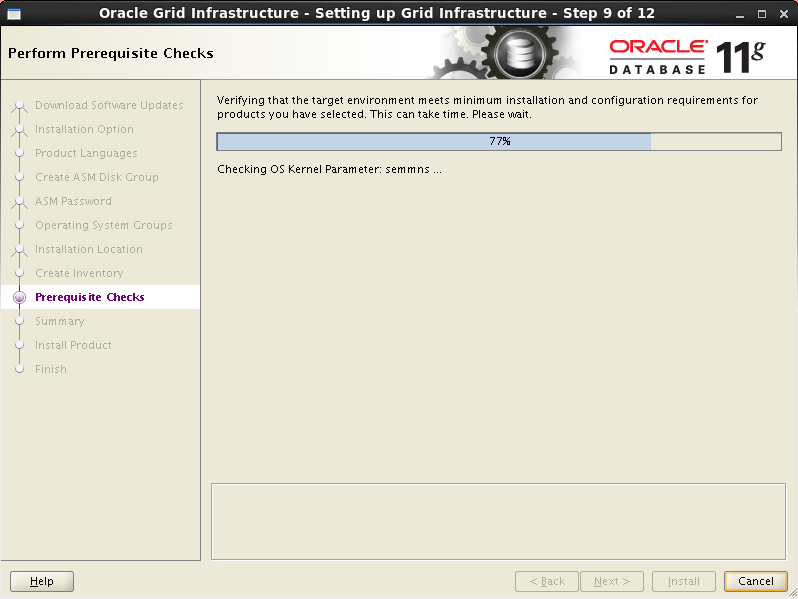 Oracle Grid Infrastructure - Setting up Grid Infrastructure - Step 9 of 12
Perform Prerequisite Checks
ORACLE
DATABASE 11g
Download Software Updates
Installation Option
Product Languages
Create ASM Disk Group
ASM Password
Operating System Groups
Installation Location
Create Inventory
Prerequisite Checks
Summary
Install Product
Finish
Verifying that the target environment meets minimum installation and configuration requirements for
products you have selected. This can take time. Please wait.
77%
Checking OS Kernel Parameter: semmns ...
Help
< Back
Next >
Install
Cancel